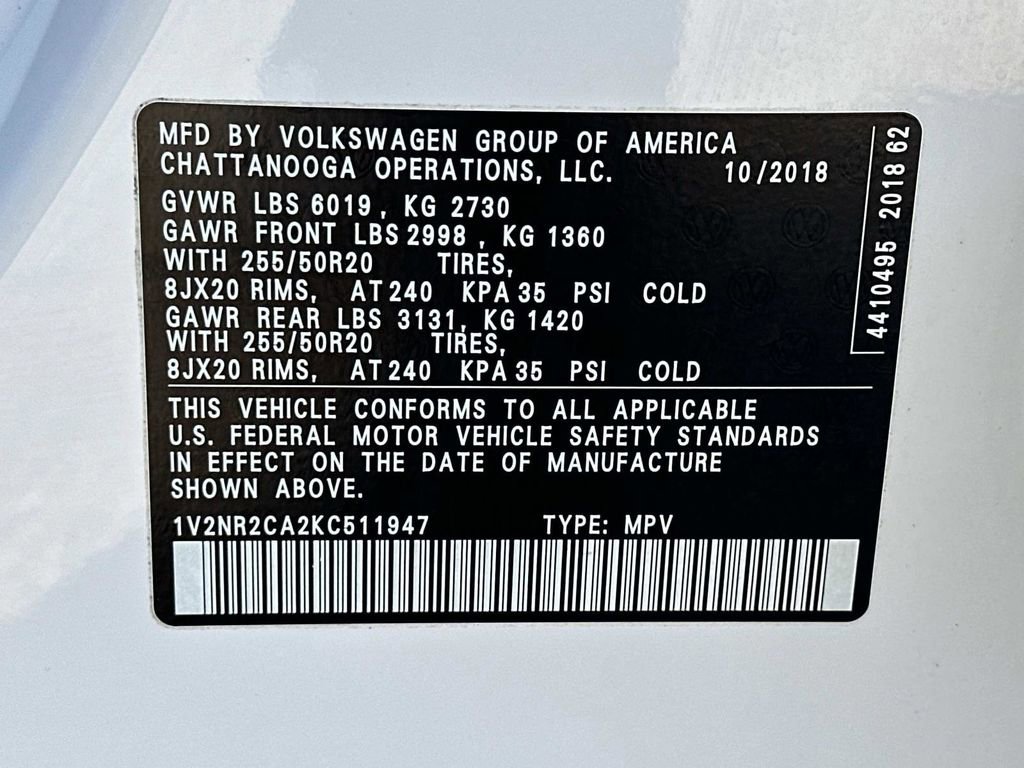 MFD BY VOLKSWAGEN GROUP OF AMERICA
CHATTANOOGA OPERATIONS, LLC. 10/2018
GVWR LBS 6019, KG 2730
GAWR FRONT LBS 2998, KG 1360
WITH 255/50R20 TIRES,
8JX20 RIMS, AT 240 KPA 35 PSI COLD
GAWR REAR LBS 3131, KG 1420
WITH 255/50R20 TIRES,
8JX20 RIMS, AT 240 KPA 35 PSI COLD
THIS VEHICLE CONFORMS TO ALL APPLICABLE
U.S. FEDERAL MOTOR VEHICLE SAFETY STANDARDS
IN EFFECT ON THE DATE OF MANUFACTURE
SHOWN ABOVE.
1V2NR2CA2KC511947 TYPE: MPV
4410495 2018 62